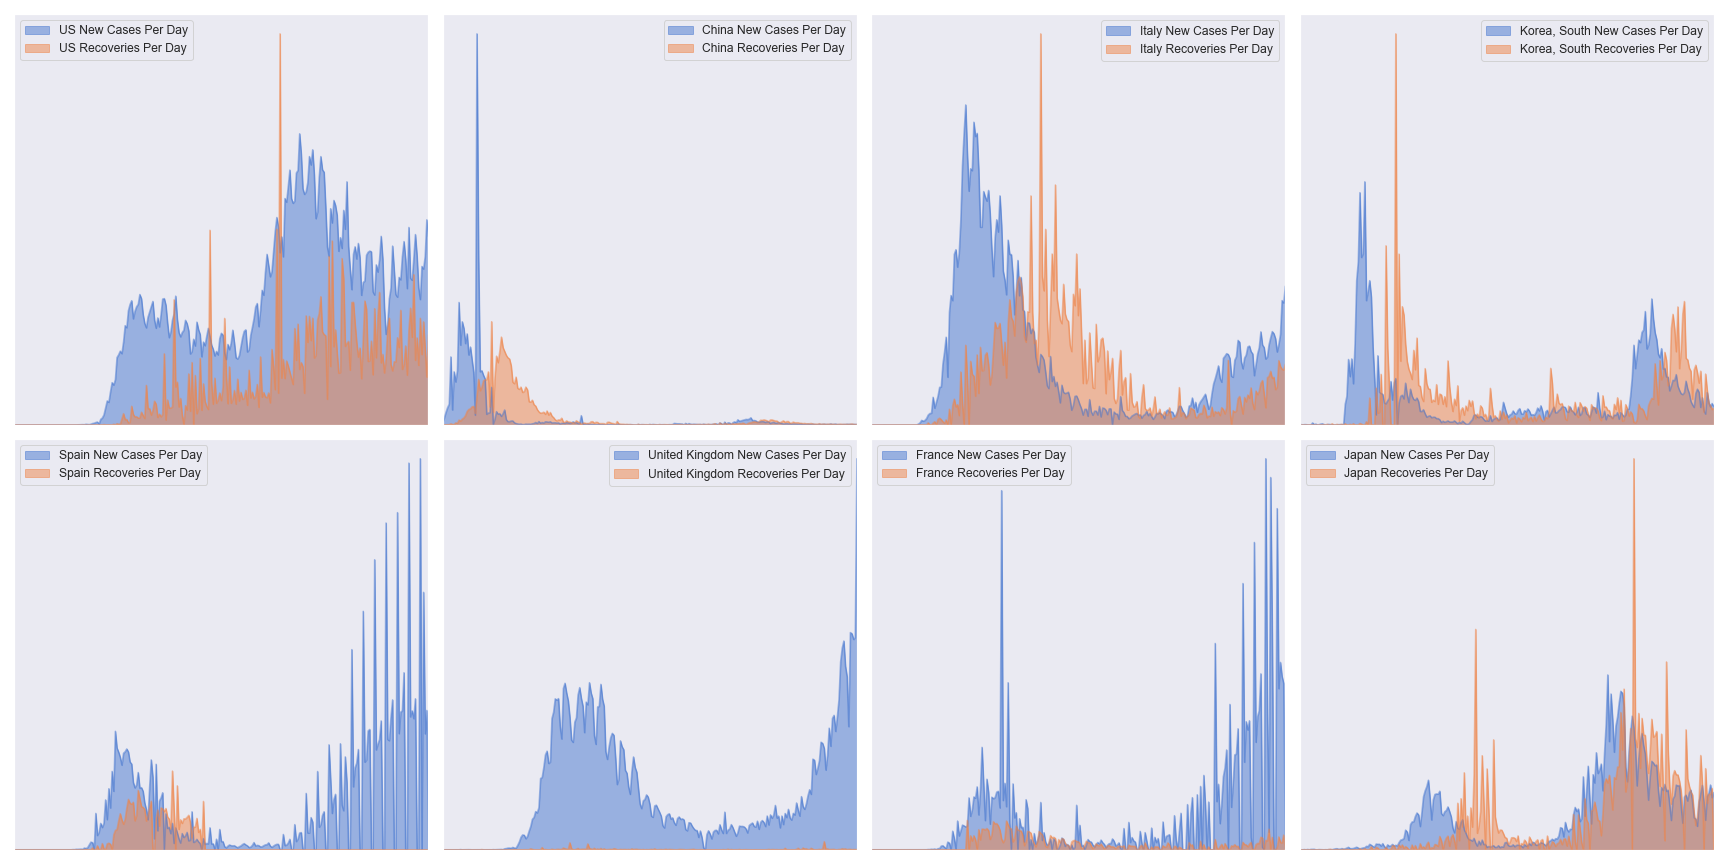 US New Cases Per Day
US Recoveries Per Day
China New Cases Per Day
China Recoveries Per Day
Italy New Cases Per Day
Italy Recoveries Per Day
Korea, South New Cases Per Day
Korea, South Recoveries Per Day
Spain New Cases Per Day
Spain Recoveries Per Day
United Kingdom New Cases Per Day
United Kingdom Recoveries Per Day
France New Cases Per Day
France Recoveries Per Day
Japan New Cases Per Day
Japan Recoveries Per Day